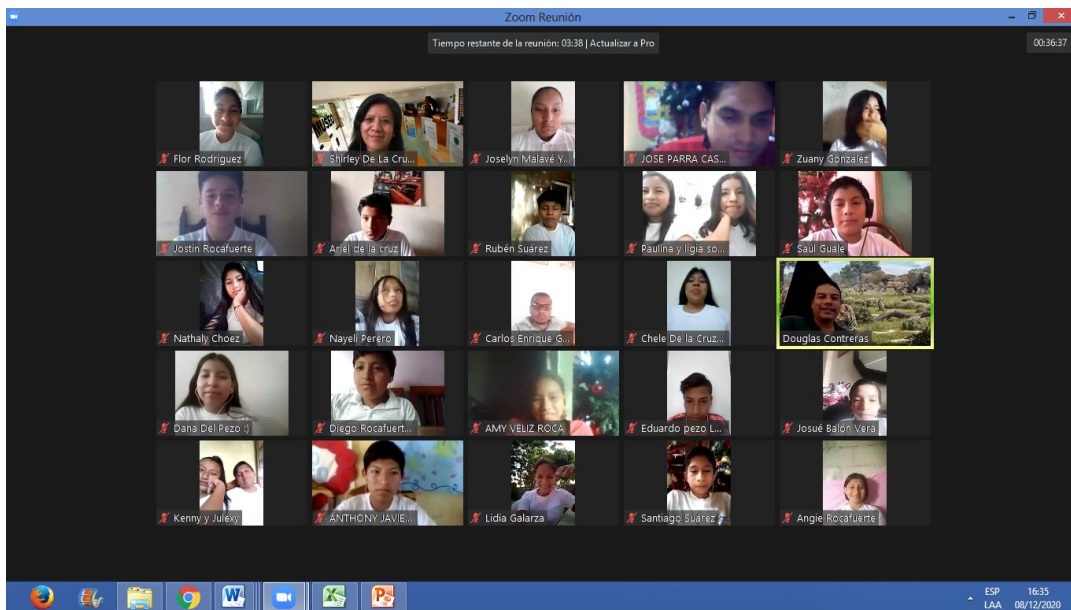 Zoom Reunión
Tiempo restante de la reunión: 03:38 | Actualizar a Pro
00:36:37
Flor Rodriguez
Shirley De La Cru...
Joselyn Malavé Y...
JOSE PARRA CAS...
Zuany González
Jostin Rocafuerte
Ariel de la cruz
Rubén Suárez
Paulina y ligia so...
Saúl Guale
Nathaly Choez
Nayeli Perero
Carlos Enrique G...
Chele De la Cruz...
Douglas Contreras
Dana Del Pezo :)
Diego Rocafuert...
AMY VELIZ ROCA
Eduardo pezo L...
Josué Balón Vera
Kenny y Julexy
ANTHONY JAVIE...
Lidia Galarza
Santiago Suárez
Angie Rocafuerte
ESP 16:35
LAA 08/12/2020